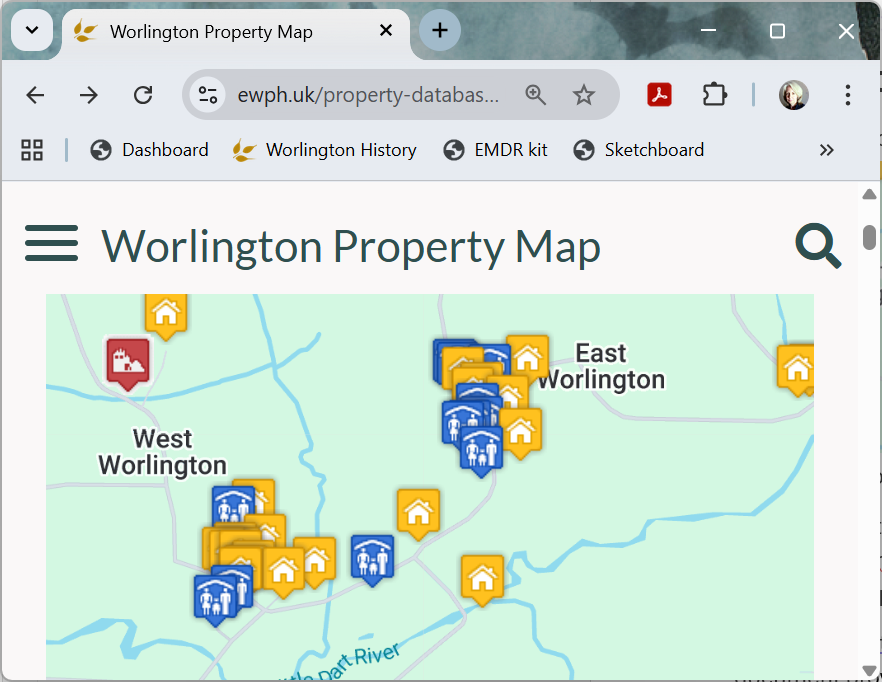 Worlington Property Map
ewph.uk/property-databas...
Dashboard
Worlington History
EMDR kit
Sketchboard
Worlington Property Map
East
Worlington
West
Worlington
Dart River